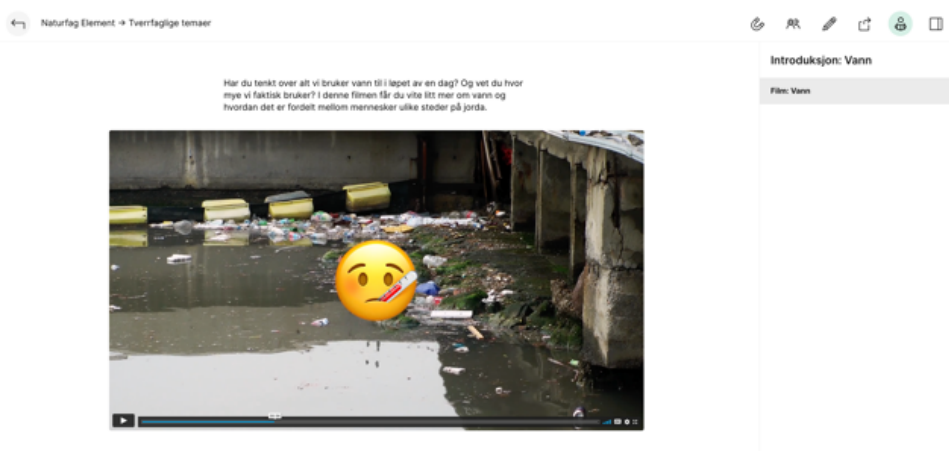 Naturfag Element → Tverrfaglige temaer
Introduksjon: Vann
Film: Vann
Har du tenkt over alt vi bruker vann til i løpet av en dag? Og vet du hvor
mye vi faktisk bruker? I denne filmen får du vite litt mer om vann og
hvordan det er fordelt mellom mennesker ulike steder på jorda.